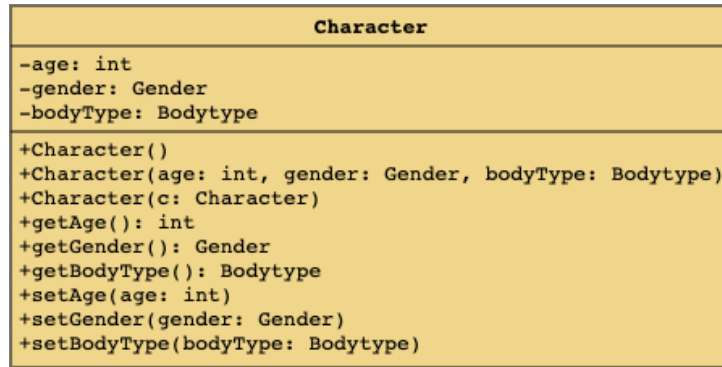 Character
-age: int
-gender: Gender
-bodyType: Bodytype
+Character()
+Character(age: int, gender: Gender, bodyType: Bodytype)
+Character(c: Character)
+getAge(): int
+getGender(): Gender
+getBodyType(): Bodytype
+setAge(age: int)
+setGender(gender: Gender)
+setBodyType(bodyType: Bodytype)